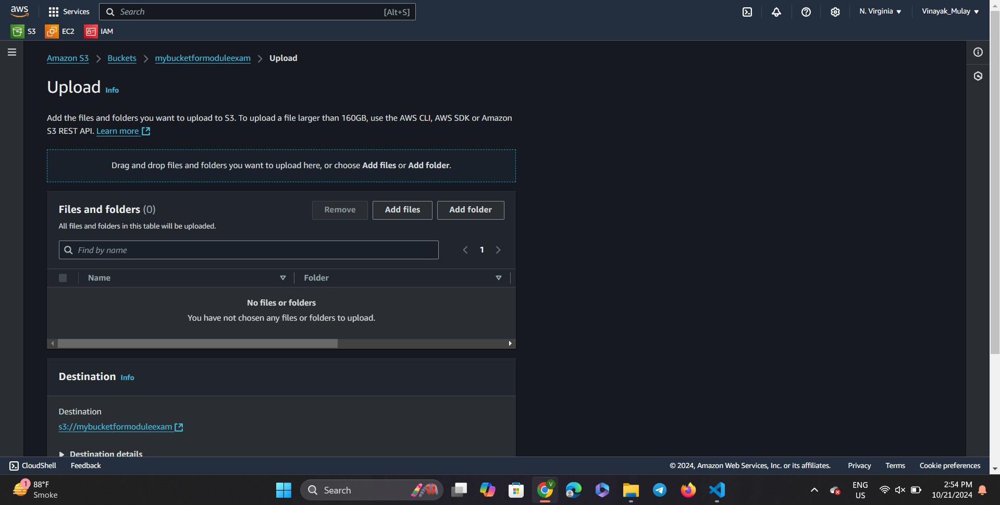 aws
Services
Search
[Alt+S]
N. Virginia
Vinayak_Mulay
S3
EC2
IAM
Amazon S3
Buckets
mybucketformoduleexam
Upload
Upload
Info
Add the files and folders you want to upload to S3. To upload a file larger than 160GB, use the AWS CLI, AWS SDK or Amazon
S3 REST API. Learn more
Drag and drop files and folders you want to upload here, or choose Add files or Add folder.
Files and folders (0)
Remove
Add files
Add folder
All files and folders in this table will be uploaded.
Find by name
1
Name
Folder
No files or folders
You have not chosen any files or folders to upload.
Destination
Info
Destination
s3://mybucketformoduleexam
Destination details
CloudShell
Feedback
© 2024, Amazon Web Services, Inc. or its affiliates.
Privacy
Terms
Cookie preferences
1
88°F
Smoke
Search
V
ENG
US
2:54 PM
10/21/2024